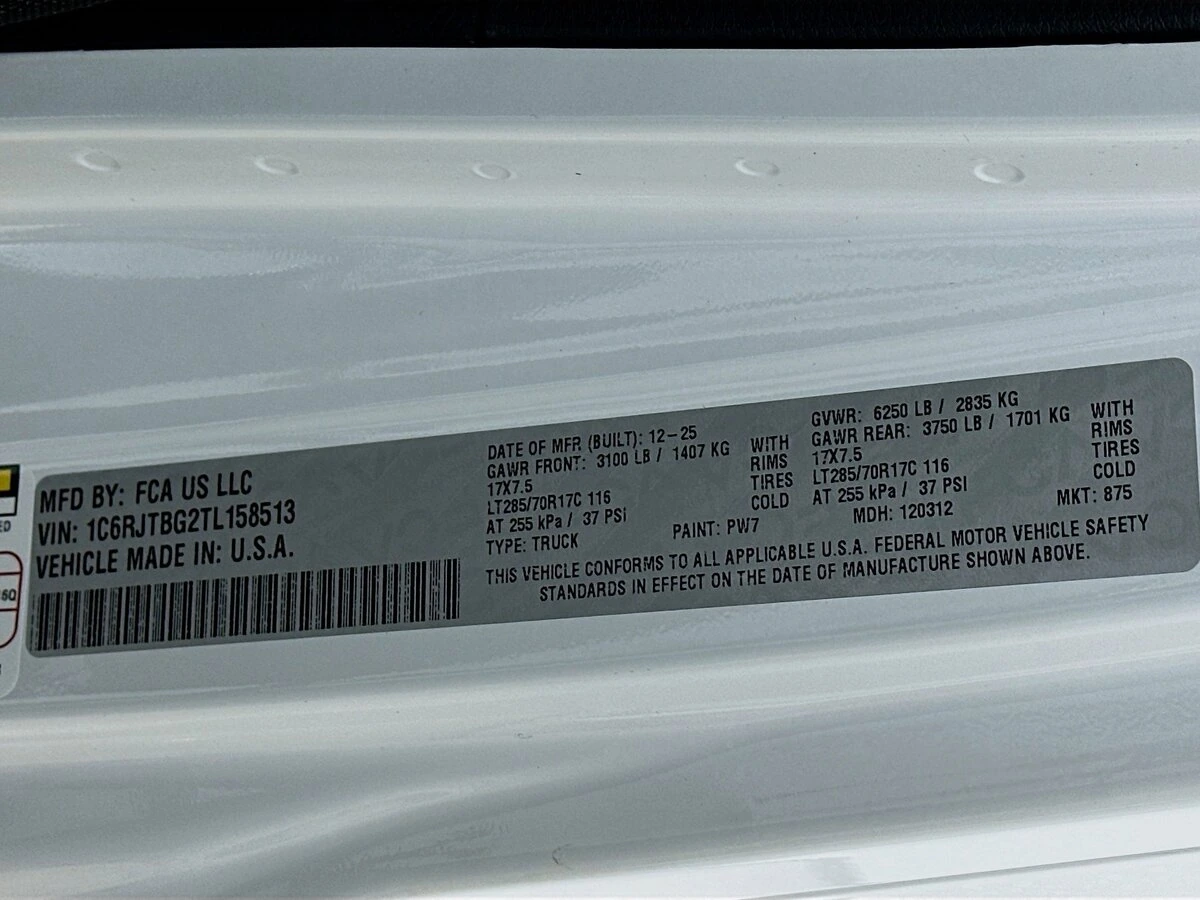 MFD BY: FCA US LLC
VIN: 1C6RJTBG2TL158513
VEHICLE MADE IN: U.S.A.
DATE OF MFR (BUILT): 12-25
GAWR FRONT: 3100 LB / 1407 KG WITH
17X7.5 RIMS
LT285/70R17C 116 TIRES
AT 255 kPa / 37 PSi COLD
TYPE: TRUCK PAINT: PW7
GVWR: 6250 LB / 2835 KG
GAWR REAR: 3750 LB / 1701 KG WITH
17X7.5 RIMS
LT285/70R17C 116 TIRES
AT 255 kPa / 37 PSI COLD
MDH: 120312 MKT: 875
THIS VEHICLE CONFORMS TO ALL APPLICABLE U.S.A. FEDERAL MOTOR VEHICLE SAFETY
STANDARDS IN EFFECT ON THE DATE OF MANUFACTURE SHOWN ABOVE.